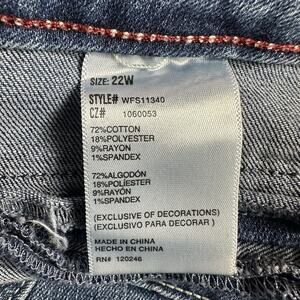 SIZE: 22W
STYLE# WFS11340
CZ# 1060053
72%COTTON
18%POLYESTER
9%RAYON
1%SPANDEX
72%ALGODÓN
18%POLIÉSTER
9%RAYON
1%SPANDEX
(EXCLUSIVE OF DECORATIONS)
(EXCLUSIVO PARA DECORAR )
MADE IN CHINA
HECHO EN CHINA
RN# 120246